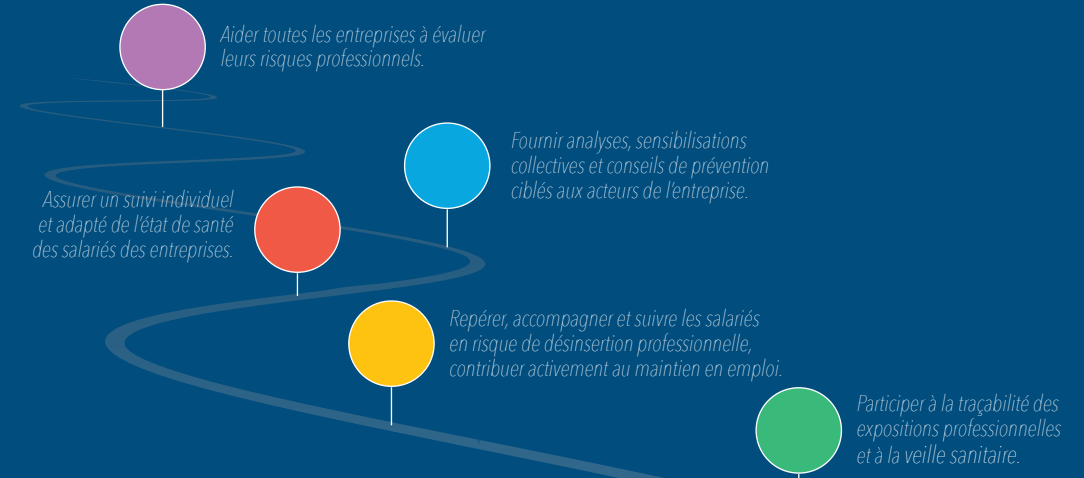 Aider toutes les entreprises à évaluer
leurs risques professionnels.
Fournir analyses, sensibilisations
collectives et conseils de prévention
ciblés aux acteurs de l'entreprise.
Assurer un suivi individuel
et adapté de l'état de santé
des salariés des entreprises.
Repérer, accompagner et suivre les salariés
en risque de désinsertion professionnelle,
contribuer activement au maintien en emploi.
Participer à la traçabilité des
expositions professionnelles
et à la veille sanitaire.